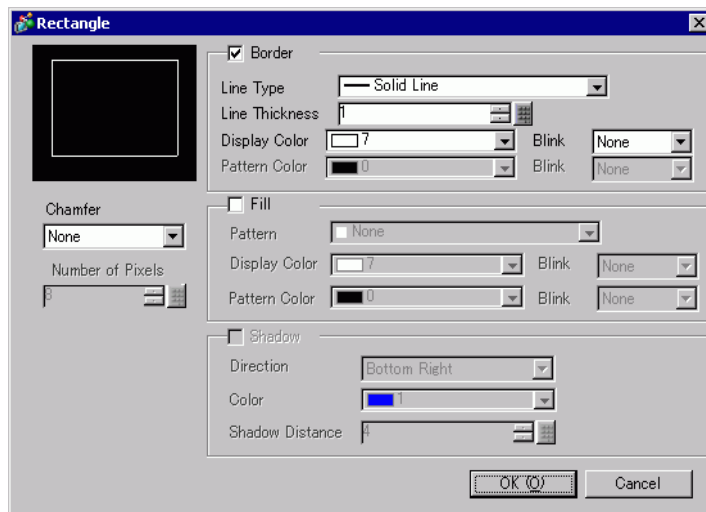 Rectangle
Border
Line Type
Solid Line
Line Thickness
1
Display Color
7
Blink
None
Pattern Color
0
Blink
None
Chamfer
None
Number of Pixels
8
Fill
Pattern
None
Display Color
7
Blink
None
Pattern Color
0
Blink
None
Shadow
Direction
Bottom Right
Color
1
Shadow Distance
4
OK (O)
Cancel